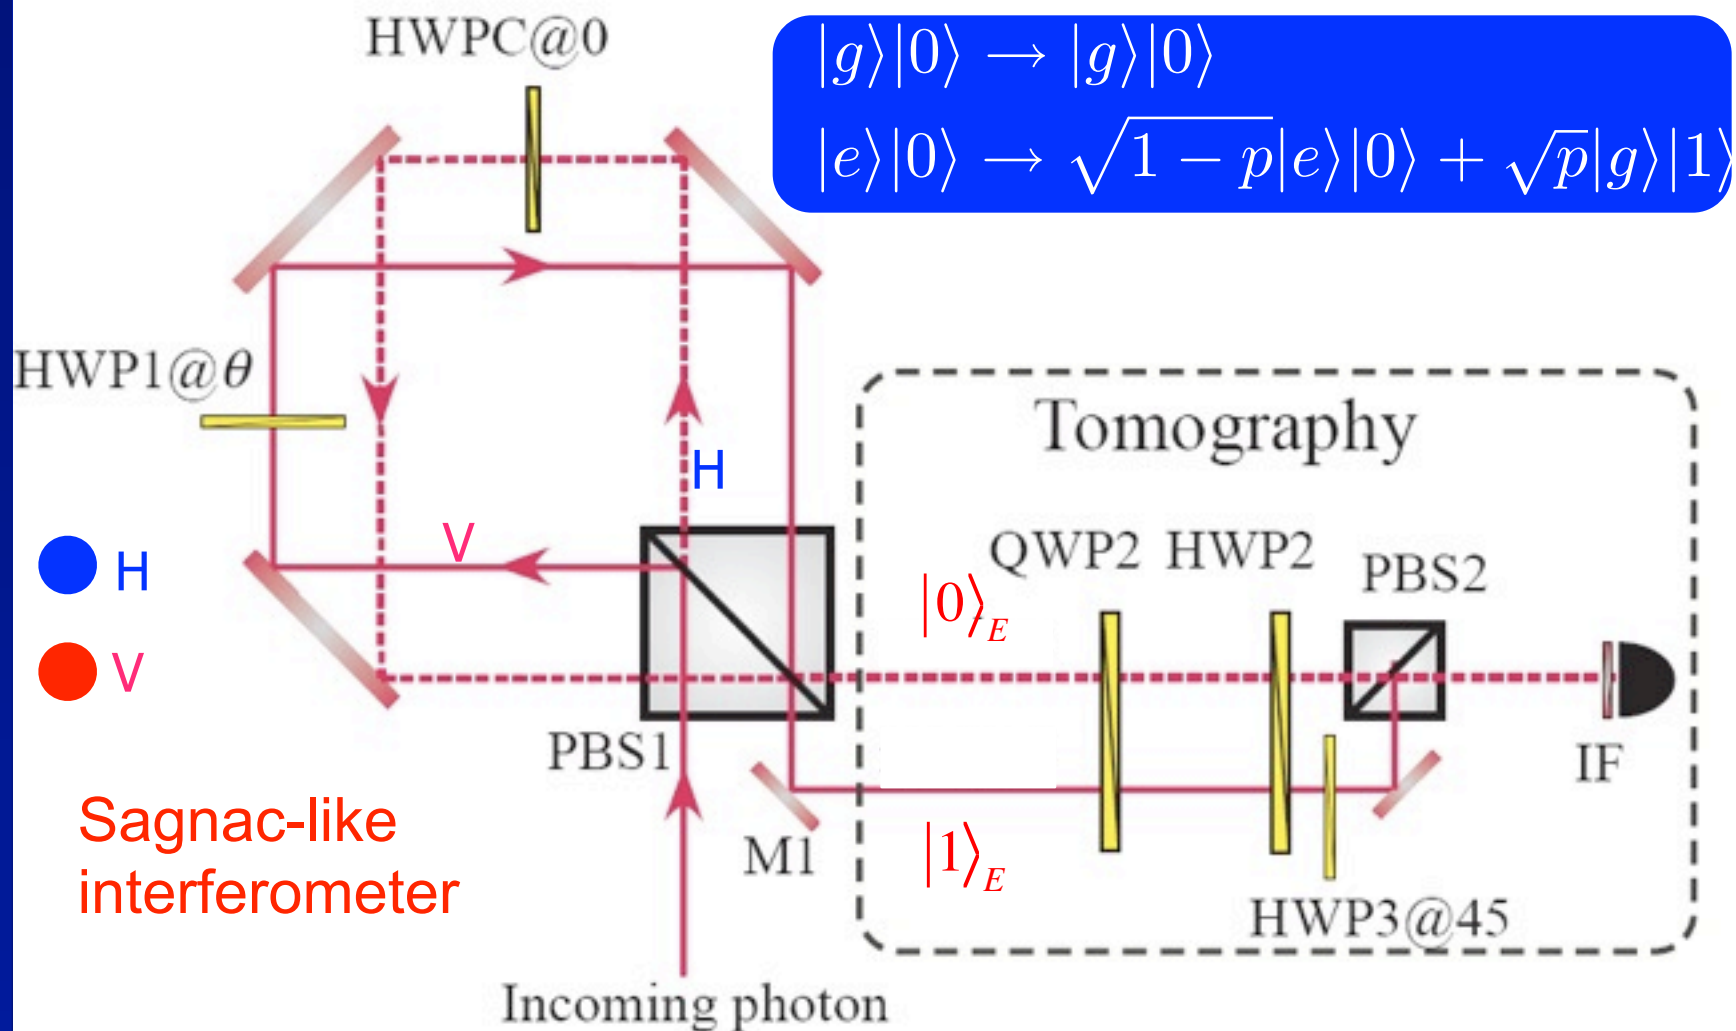 HWPC@0
|g⟩|0⟩ → |g⟩|0⟩
|e⟩|0⟩ → √1 − p|e⟩|0⟩ + √p|g⟩|1⟩
HWP1@θ
Tomography
H
V
QWP2 HWP2
PBS2
H
|0⟩E
V
PBS1
IF
Sagnac-like
interferometer
M1
|1⟩E
HWP3@45
Incoming photon